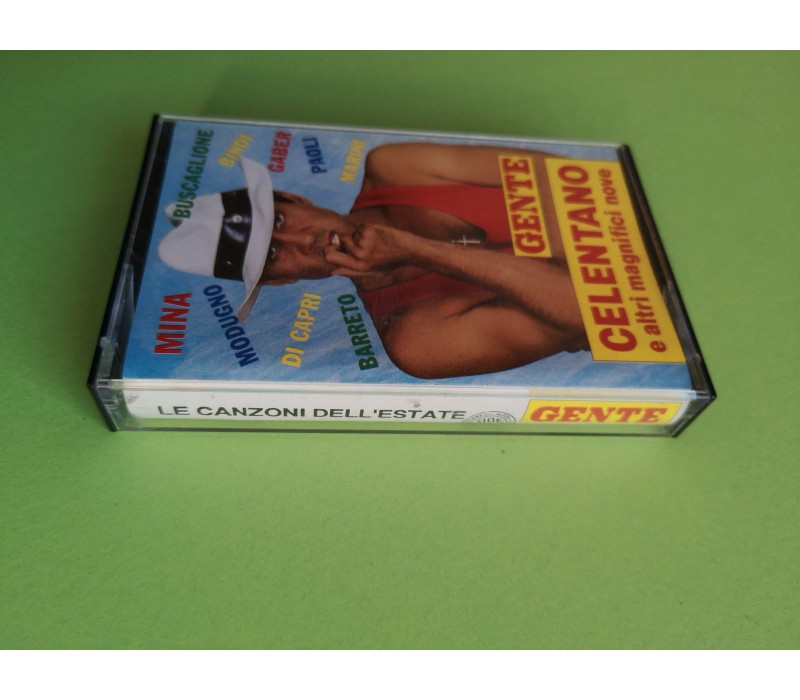 GENTE
CELENTANO
e altri magnifici nove
MINA
BUSCAGLIONE
MODUGNO
BINDI
DI CAPRI
GABER
BARRETO
PAOLI
MARINI
LE CANZONI DELL'ESTATE
GENTE